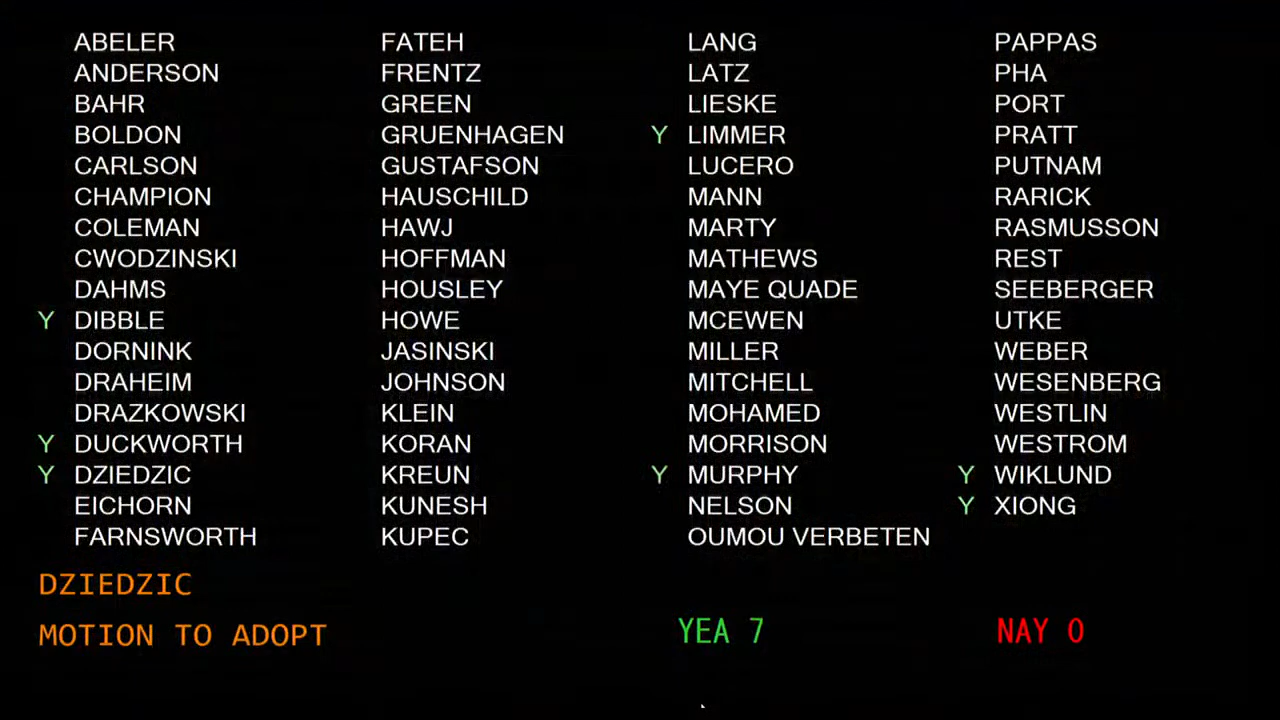 ABELER FATEH LANG PAPPAS
ANDERSON FRENTZ LATZ PHA
BAHR GREEN LIESKE PORT
BOLDON GRUENHAGEN Y LIMMER PRATT
CARLSON GUSTAFSON LUCERO PUTNAM
CHAMPION HAUSCHILD MANN RARICK
COLEMAN HAWJ MARTY RASMUSSON
CWODZINSKI HOFFMAN MATHEWS REST
DAHMS HOUSLEY MAYE QUADE SEEBERGER
Y DIBBLE HOWE MCEWEN UTKE
DORNINK JASINSKI MILLER WEBER
DRAHEIM JOHNSON MITCHELL WESENBERG
DRAZKOWSKI KLEIN MOHAMED WESTLIN
Y DUCKWORTH KORAN MORRISON WESTROM
Y DZIEDZIC KREUN Y MURPHY Y WIKLUND
EICHORN KUNESH NELSON Y XIONG
FARNSWORTH KUPEC OUMOU VERBETEN
DZIEDZIC
MOTION TO ADOPT YEA 7 NAY 0